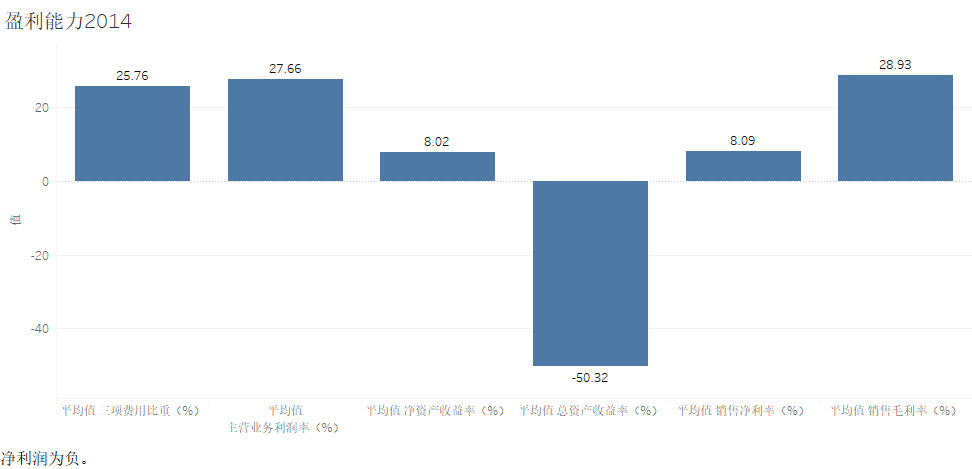 盈利能力2014
25.76
27.66
8.02
8.09
28.93
20
0
-20
-40
值
-50.32
平均值 三项费用比重（%）
平均值
主营业务利润率（%）
平均值 净资产收益率（%）
平均值 总资产收益率（%）
平均值 销售净利率（%）
平均值 销售毛利率（%）
净利润为负。